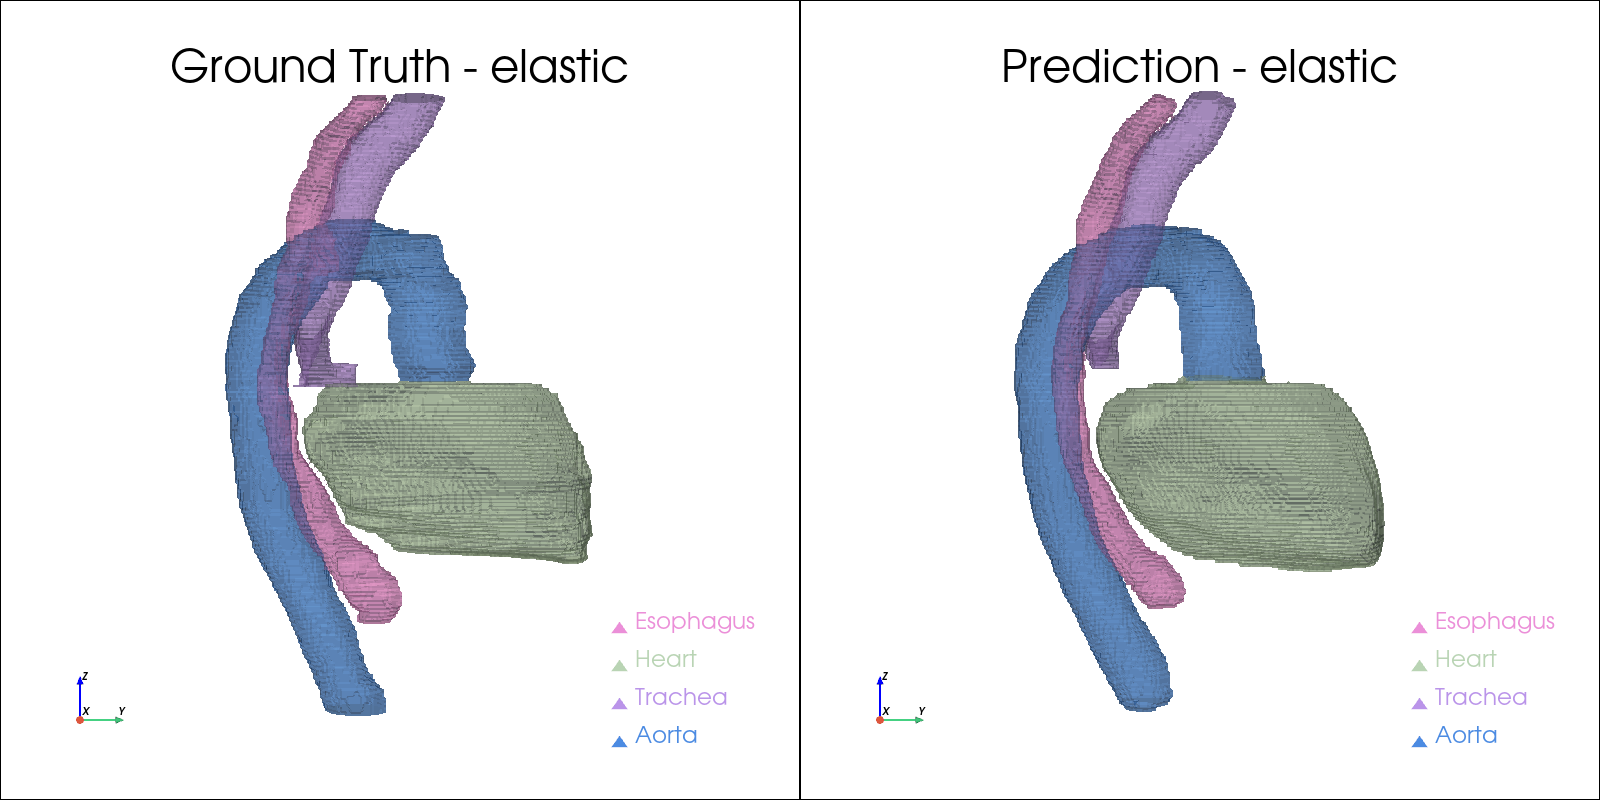 Ground Truth - elastic
Esophagus
Heart
Trachea
Aorta
Z
X Y
Prediction - elastic
Esophagus
Heart
Trachea
Aorta
Z
X Y